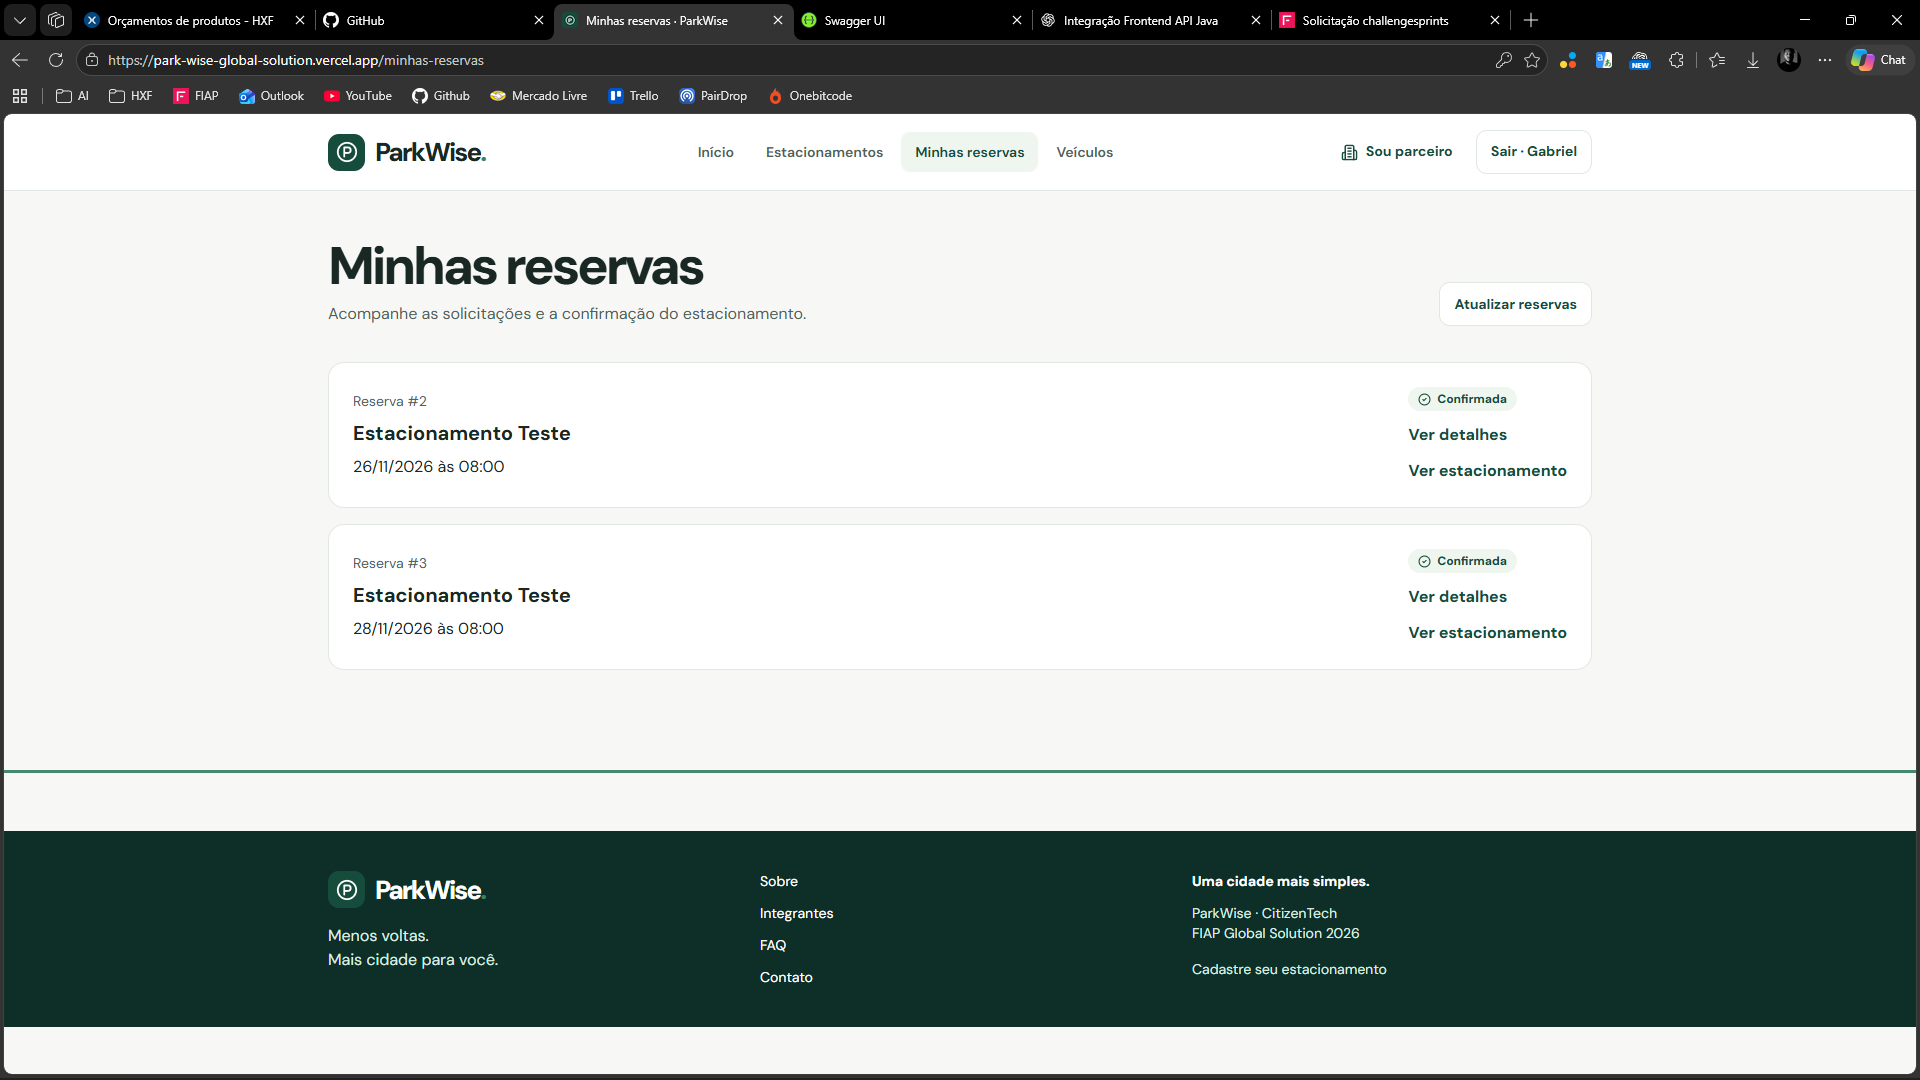 Orçamentos de produtos - HXF
GitHub
Minhas reservas · ParkWise
Swagger UI
Integração Frontend API Java
Solicitação challengesprints
https://park-wise-global-solution.vercel.app/minhas-reservas
NEW
Chat
AI
HXF
FIAP
Outlook
YouTube
Github
Mercado Livre
Trello
PairDrop
Onebitcode
ParkWise.
Início
Estacionamentos
Minhas reservas
Veículos
Sou parceiro
Sair · Gabriel
Minhas reservas
Acompanhe as solicitações e a confirmação do estacionamento.
Atualizar reservas
Reserva #2
Estacionamento Teste
26/11/2026 às 08:00
Confirmada
Ver detalhes
Ver estacionamento
Reserva #3
Estacionamento Teste
28/11/2026 às 08:00
Confirmada
Ver detalhes
Ver estacionamento
ParkWise.
Menos voltas.
Mais cidade para você.
Sobre
Integrantes
FAQ
Contato
Uma cidade mais simples.
ParkWise · CitizenTech
FIAP Global Solution 2026
Cadastre seu estacionamento